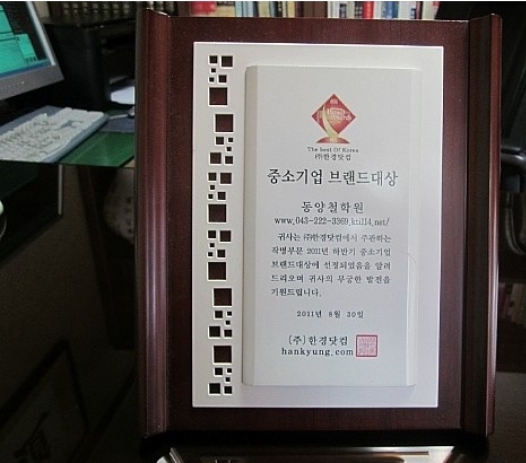 The best Of Korea
(주)한경닷컴
중소기업 브랜드대상
동양철학원
www.043-222-3369.kti114.net/
귀사는 (주)한경닷컴에서 주관하는
작명부문 2011년 하반기 중소기업
브랜드대상에 선정되었음을 알려
드리오며 귀사의 무궁한 발전을
기원드립니다.
2011년 8월 30일
(주)한경닷컴
hankyung.com